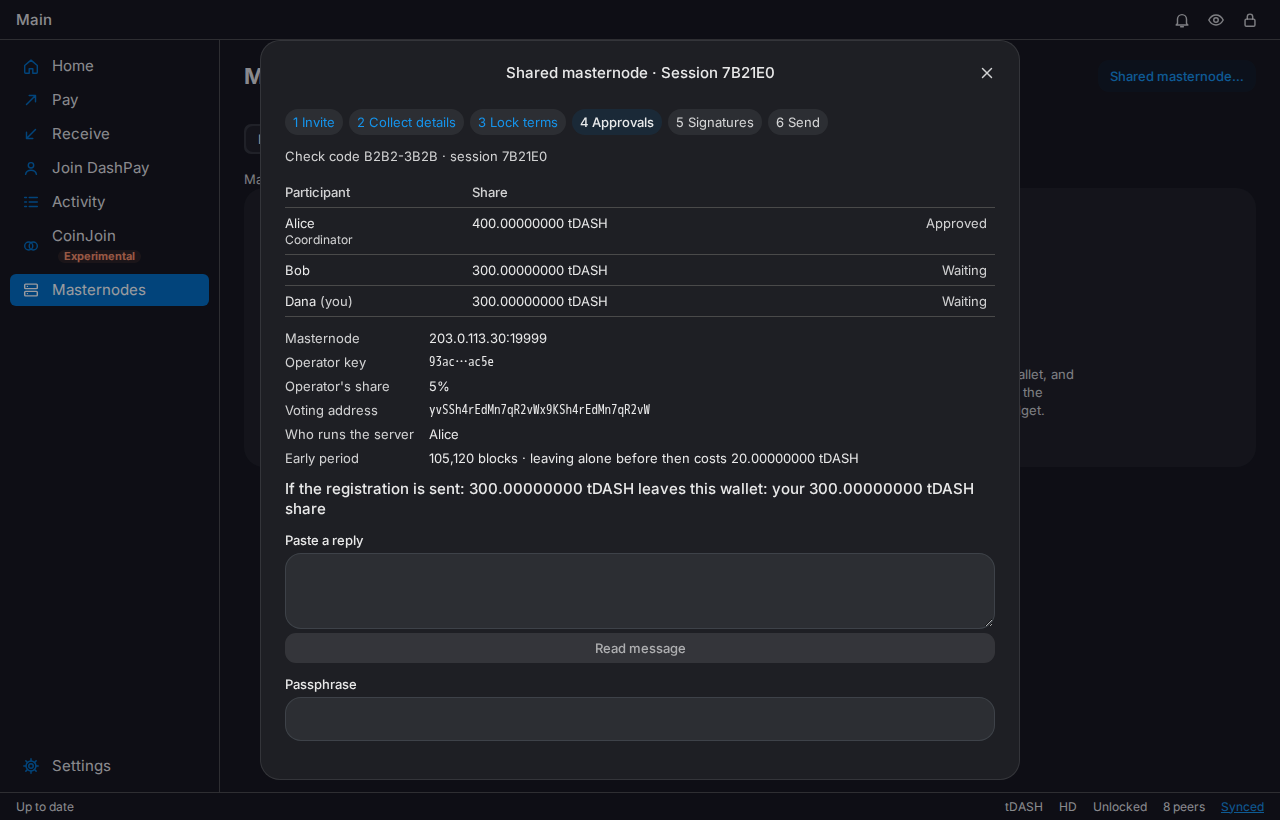 Main
Home
Pay
Receive
Join DashPay
Activity
CoinJoin
Experimental
Masternodes
Settings
Shared masternode...
Shared masternode · Session 7B21E0
1 Invite 2 Collect details 3 Lock terms 4 Approvals 5 Signatures 6 Send
Check code B2B2-3B2B · session 7B21E0
Participant Share
Alice 400.00000000 tDASH Approved
Coordinator
Bob 300.00000000 tDASH Waiting
Dana (you) 300.00000000 tDASH Waiting
Masternode 203.0.113.30:19999
Operator key 93ac⋯ac5e
Operator's share 5%
Voting address yvSSh4rEdMn7qR2vWx9KSh4rEdMn7qR2vW
Who runs the server Alice
Early period 105,120 blocks · leaving alone before then costs 20.00000000 tDASH
If the registration is sent: 300.00000000 tDASH leaves this wallet: your 300.00000000 tDASH
share
Paste a reply
Read message
Passphrase
and
the
Up to date tDASH HD Unlocked 8 peers Synced